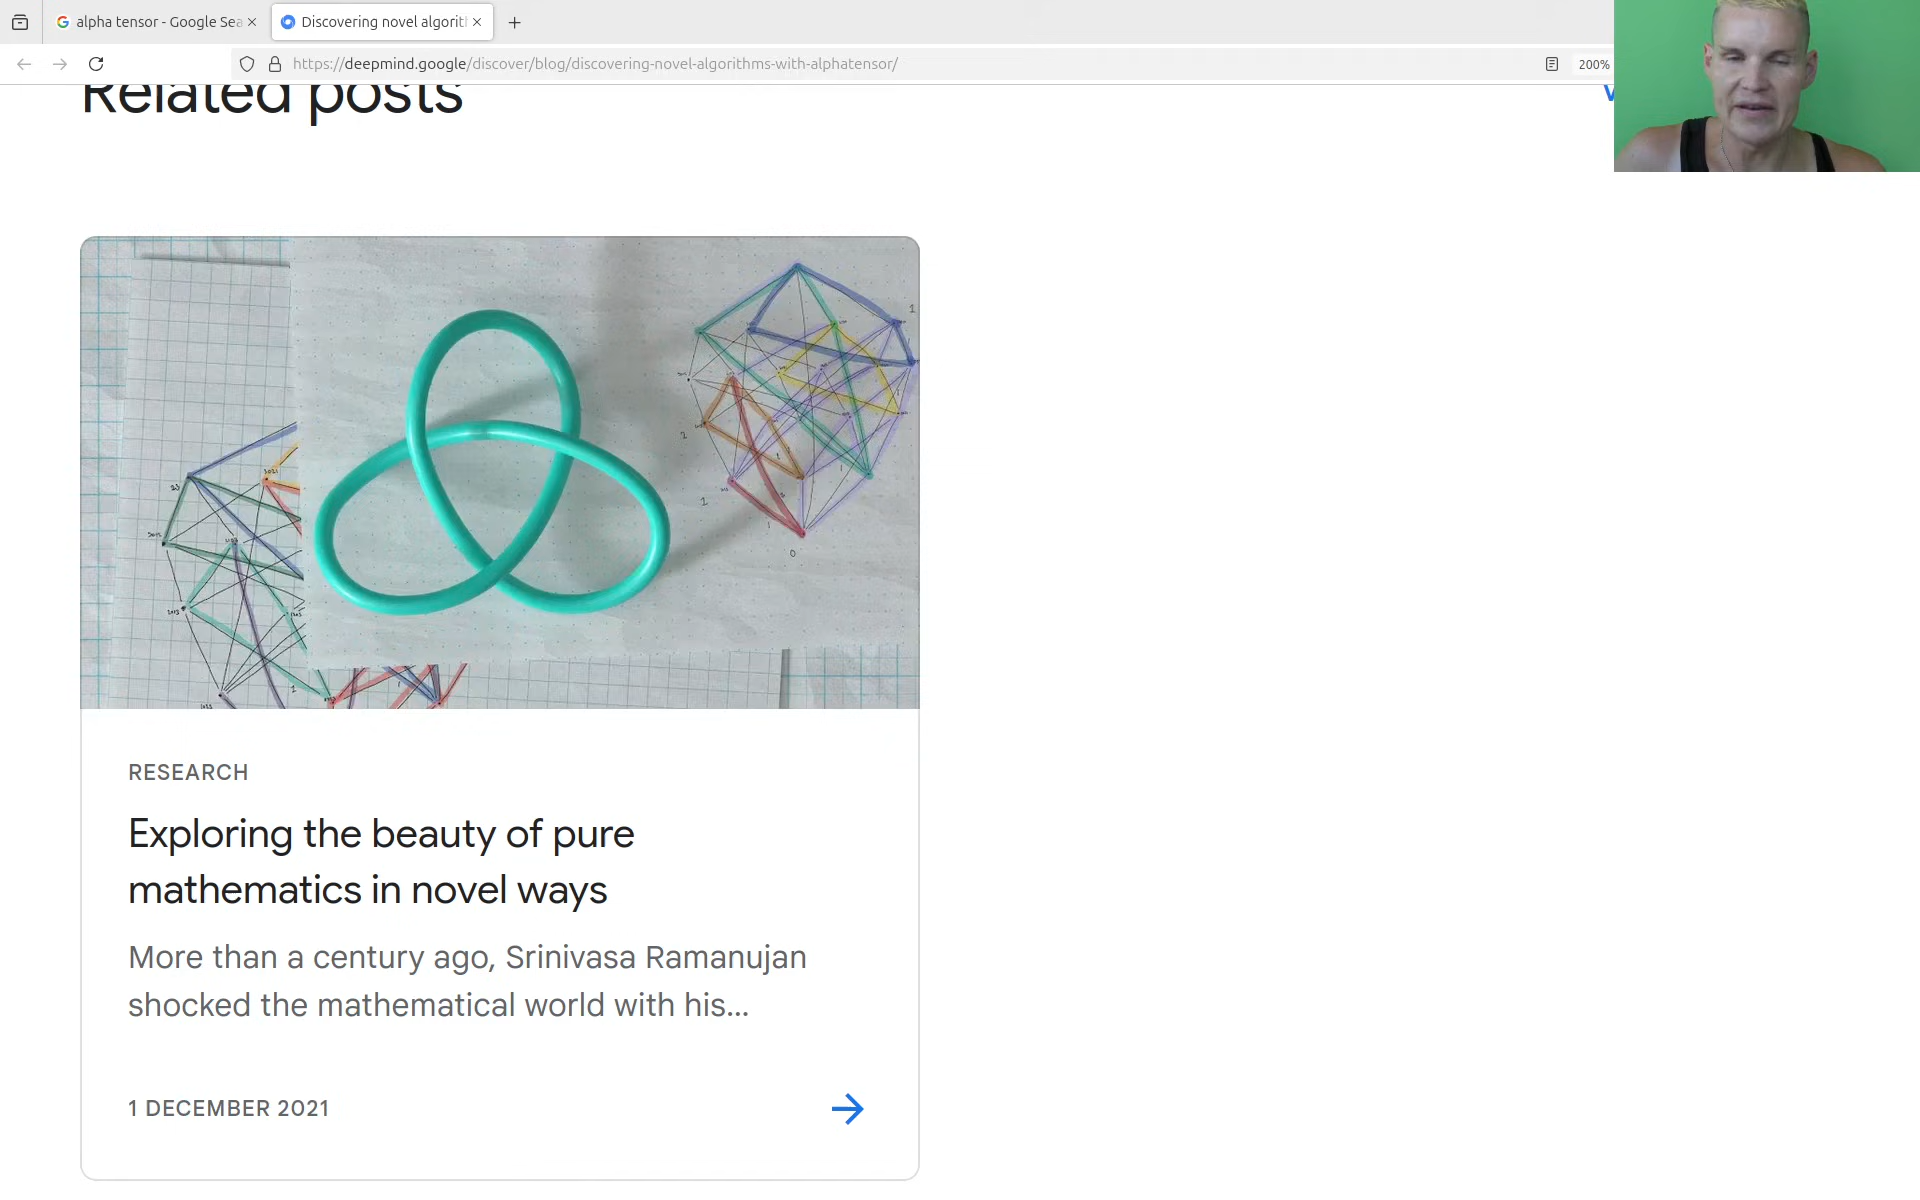 alpha tensor - Google Sea
Discovering novel algorit
https://deepmind.google/discover/blog/discovering-novel-algorithms-with-alphatensor/
200%
Related posts
RESEARCH
Exploring the beauty of pure
mathematics in novel ways
More than a century ago, Srinivasa Ramanujan
shocked the mathematical world with his...
1 DECEMBER 2021